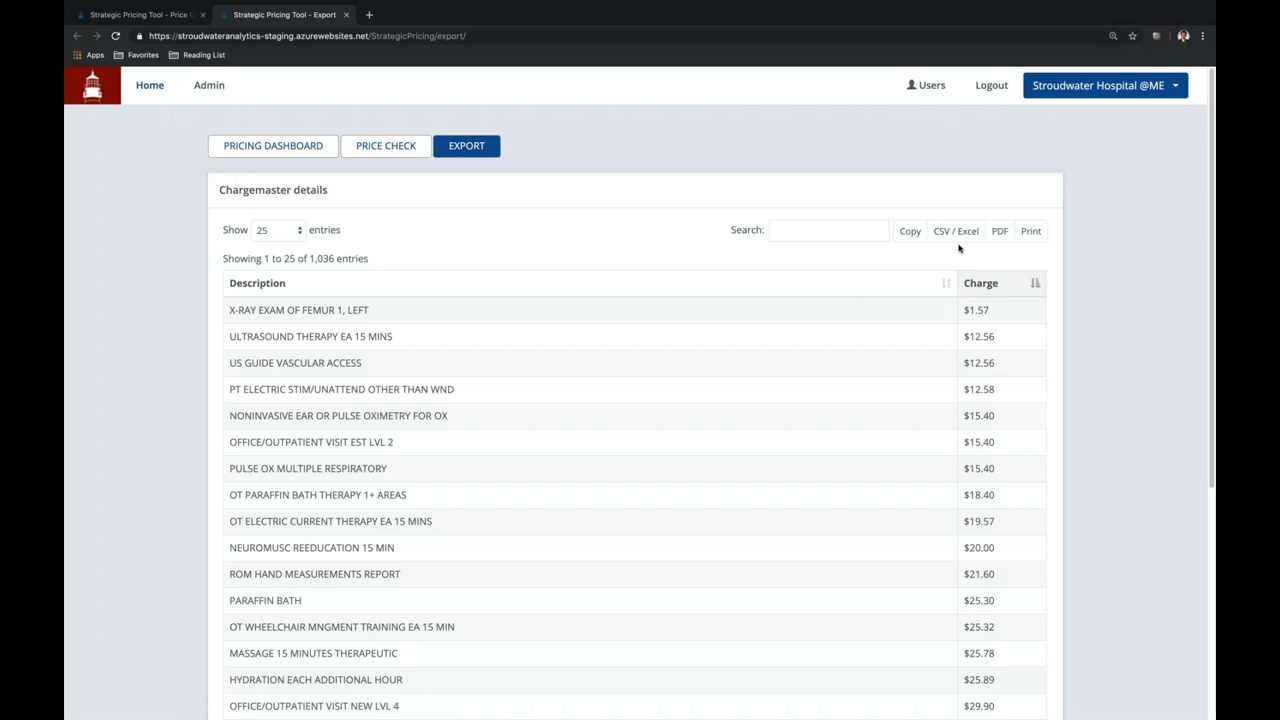 Strategic Pricing Tool - Price C
Strategic Pricing Tool - Export
https://stroudwateranalytics-staging.azurewebsites.net/StrategicPricing/export/
Apps Favorites Reading List
Home Admin Users Logout Stroudwater Hospital @ME
PRICING DASHBOARD PRICE CHECK EXPORT
Chargemaster details
Show 25 entries Search: Copy CSV / Excel PDF Print
Showing 1 to 25 of 1,036 entries
Description Charge
X-RAY EXAM OF FEMUR 1, LEFT $1.57
ULTRASOUND THERAPY EA 15 MINS $12.56
US GUIDE VASCULAR ACCESS $12.56
PT ELECTRIC STIM/UNATTEND OTHER THAN WND $12.58
NONINVASIVE EAR OR PULSE OXIMETRY FOR OX $15.40
OFFICE/OUTPATIENT VISIT EST LVL 2 $15.40
PULSE OX MULTIPLE RESPIRATORY $15.40
OT PARAFFIN BATH THERAPY 1+ AREAS $18.40
OT ELECTRIC CURRENT THERAPY EA 15 MINS $19.57
NEUROMUSC REEDUCATION 15 MIN $20.00
ROM HAND MEASUREMENTS REPORT $21.60
PARAFFIN BATH $25.30
OT WHEELCHAIR MNGMENT TRAINING EA 15 MIN $25.32
MASSAGE 15 MINUTES THERAPEUTIC $25.78
HYDRATION EACH ADDITIONAL HOUR $25.89
OFFICE/OUTPATIENT VISIT NEW LVL 4 $29.90